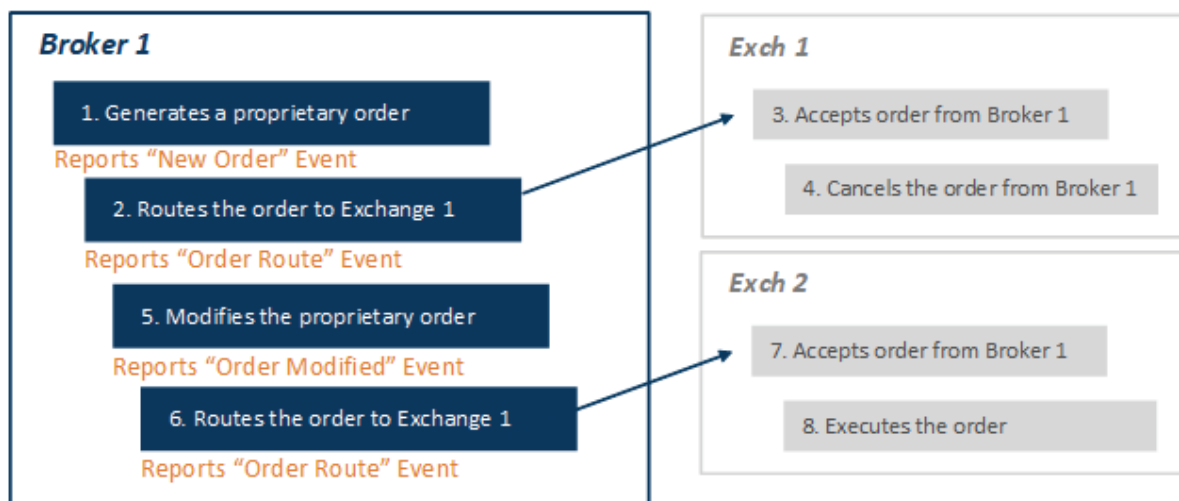 Broker 1
1. Generates a proprietary order
Reports “New Order” Event
2. Routes the order to Exchange 1
Reports “Order Route” Event
5. Modifies the proprietary order
Reports “Order Modified” Event
6. Routes the order to Exchange 1
Reports “Order Route” Event
Exch 1
3. Accepts order from Broker 1
4. Cancels the order from Broker 1
Exch 2
7. Accepts order from Broker 1
8. Executes the order